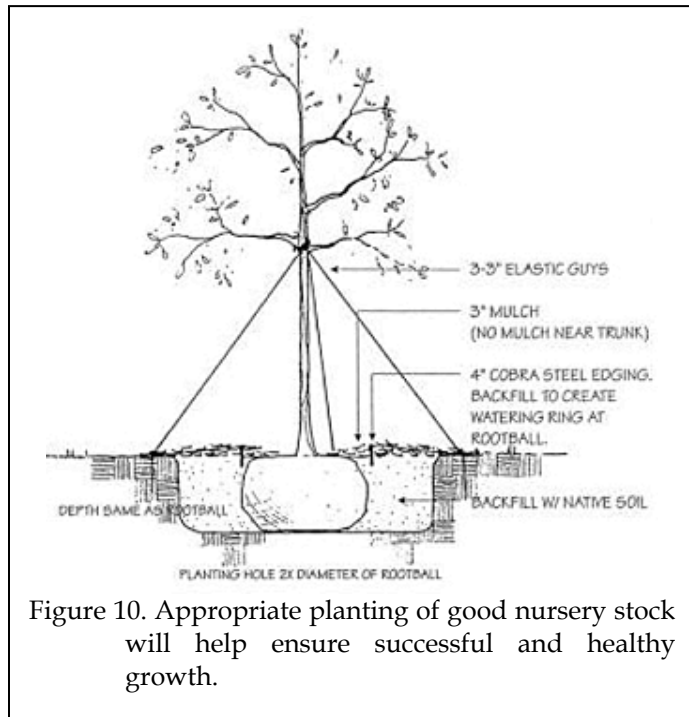 3-3" ELASTIC GUYS
3" MULCH
(NO MULCH NEAR TRUNK)
4" COBRA STEEL EDGING.
BACKFILL TO CREATE
WATERING RING AT
ROOTBALL.
BACKFILL W/ NATIVE SOIL
DEPTH SAME AS ROOTBALL
PLANTING HOLE 2X DIAMETER OF ROOTBALL
Figure 10. Appropriate planting of good nursery stock
will help ensure successful and healthy
growth.